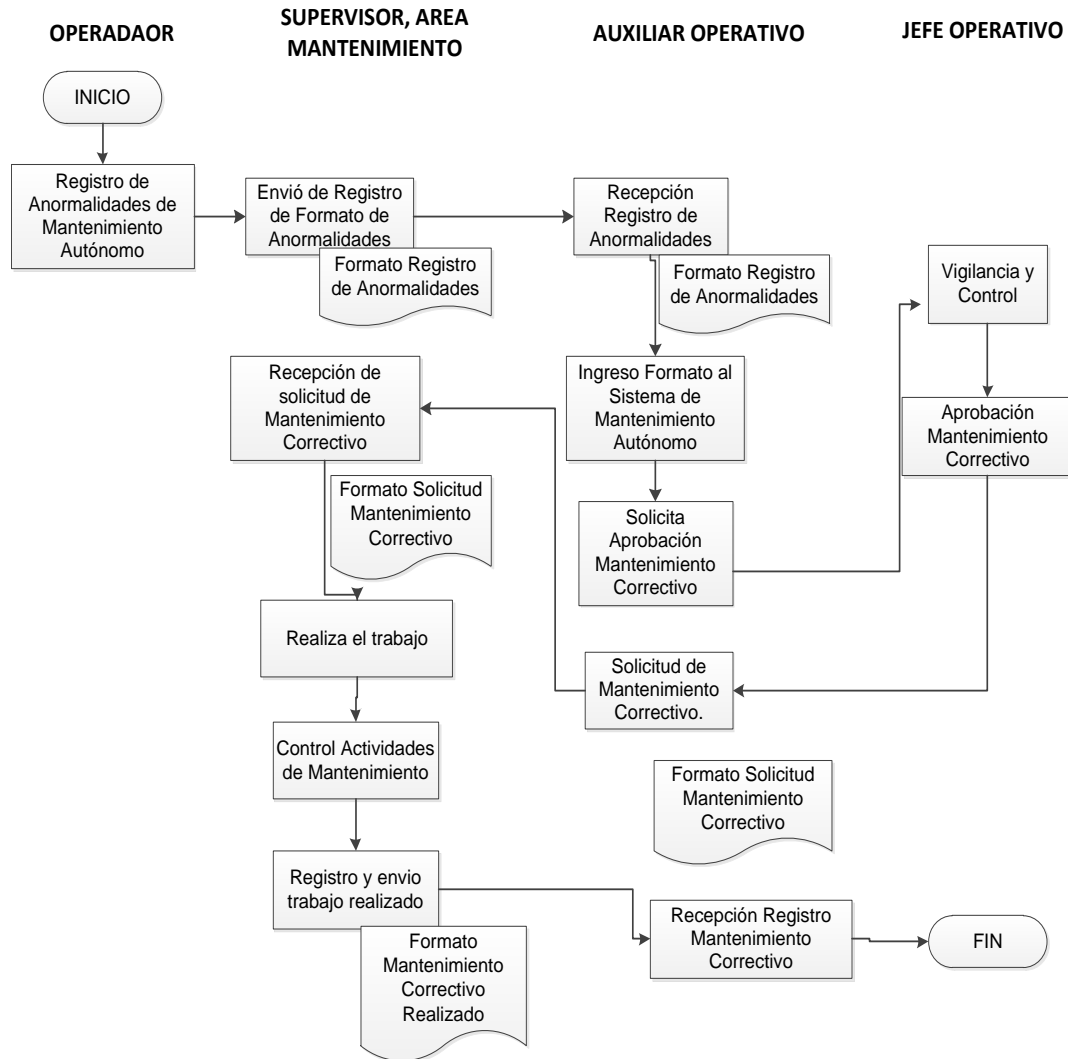 OPERADAOR
SUPERVISOR, AREA
MANTENIMIENTO
AUXILIAR OPERATIVO
JEFE OPERATIVO
INICIO
Registro de
Anormalidades de
Mantenimiento
Autónomo
Envió de Registro
de Formato de
Anormalidades
Formato Registro
de Anormalidades
Recepción
Registro de
Anormalidades
Formato Registro
de Anormalidades
Vigilancia y
Control
Recepción de
solicitud de
Mantenimiento
Correctivo
Ingreso Formato al
Sistema de
Mantenimiento
Autónomo
Aprobación
Mantenimiento
Correctivo
Formato Solicitud
Mantenimiento
Correctivo
Solicita
Aprobación
Mantenimiento
Correctivo
Realiza el trabajo
Solicitud de
Mantenimiento
Correctivo.
Control Actividades
de Mantenimiento
Formato Solicitud
Mantenimiento
Correctivo
Registro y envio
trabajo realizado
Formato
Mantenimiento
Correctivo
Realizado
Recepción Registro
Mantenimiento
Correctivo
FIN